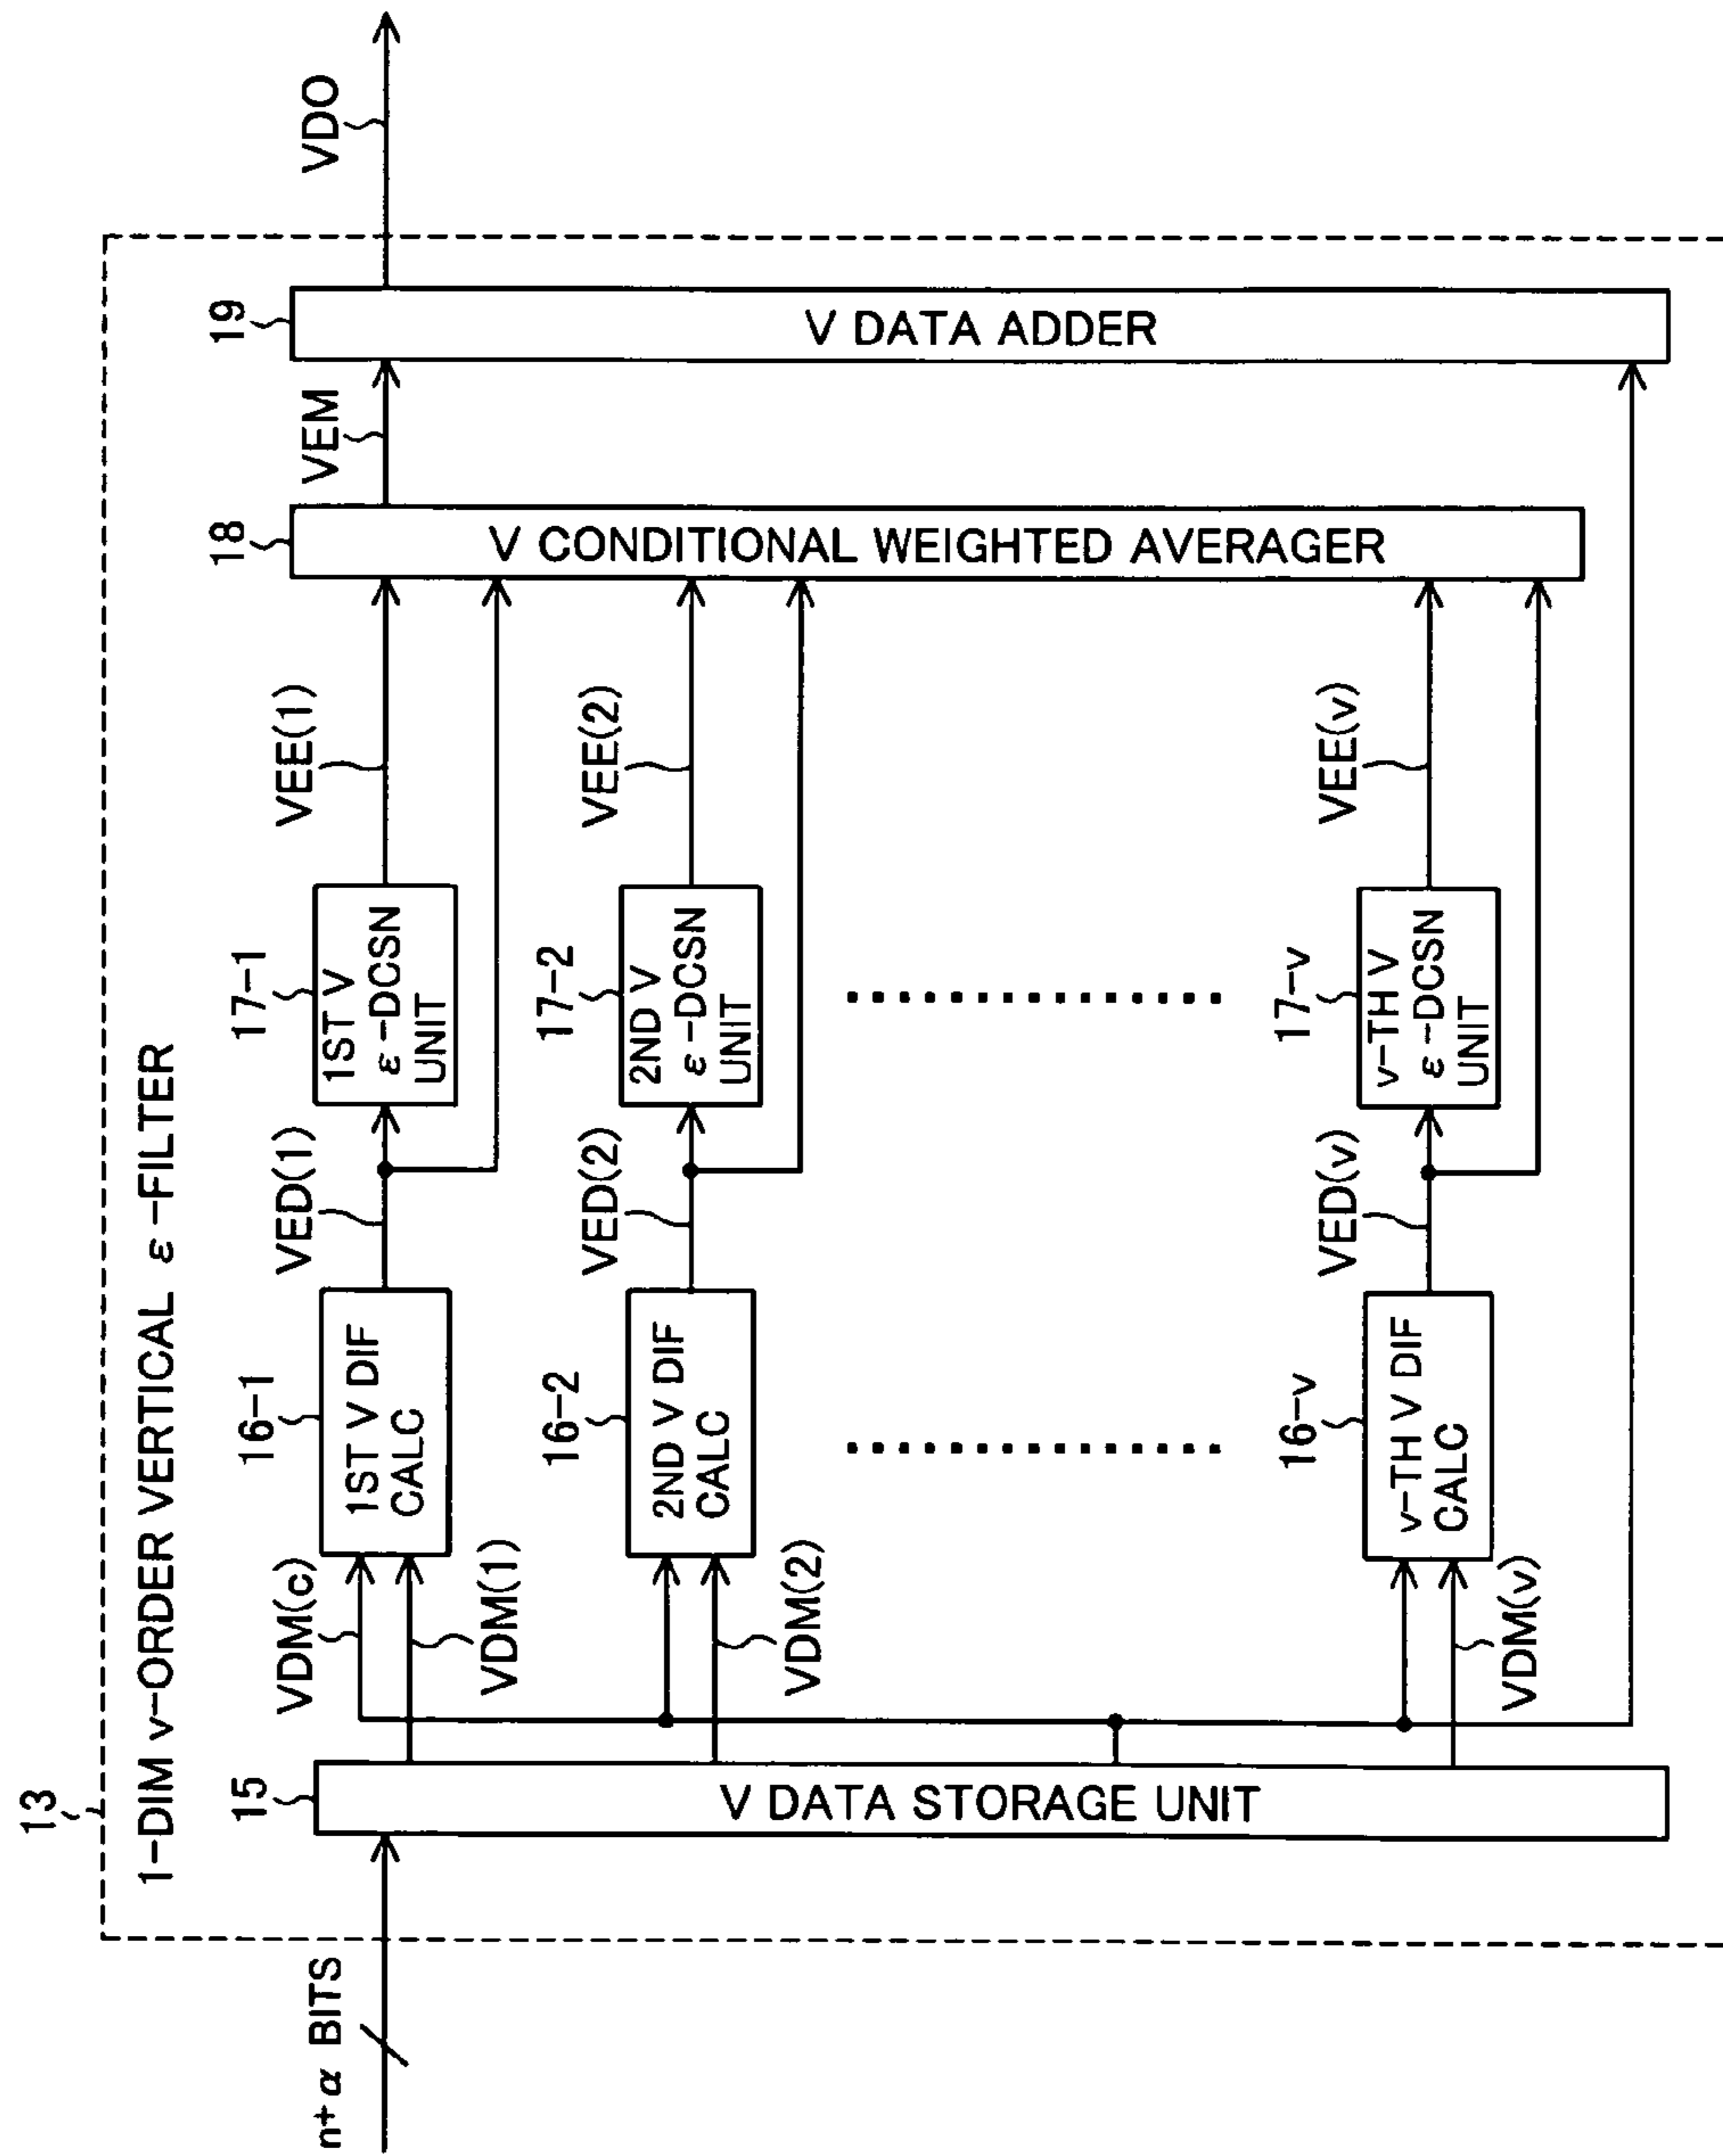 13
1-DIM v-ORDER VERTICAL ε-FILTER
n+α BITS
15
V DATA STORAGE UNIT
VDM(c)
VDM(1)
16-1
1ST V DIF
CALC
VED(1)
17-1
1ST V
ε-DCSN
UNIT
VEE(1)
VDM(2)
16-2
2ND V DIF
CALC
VED(2)
17-2
2ND V
ε-DCSN
UNIT
VEE(2)
VDM(v)
16-v
v-TH V DIF
CALC
VED(v)
17-v
v-TH V
ε-DCSN
UNIT
VEE(v)
18
V CONDITIONAL WEIGHTED AVERAGER
VEM
19
V DATA ADDER
VDO